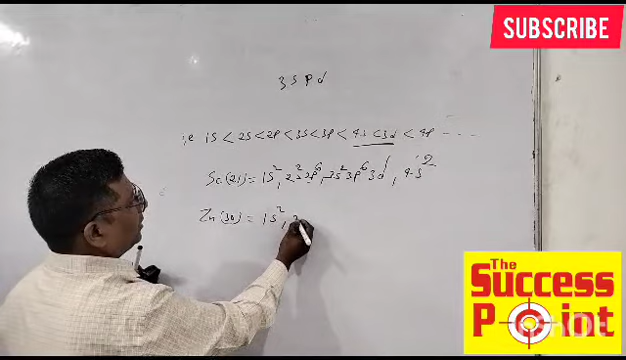 SUBSCRIBE
3 s p d
i.e 1s < 2s < 2p < 3s < 3p < 4s < 3d < 4p - - -
Sc(21) = 1s², 2s² 2p⁶, 3s² 3p⁶ 3d¹, 4s²
Zn(30) = 1s², 2
The
Success
Point